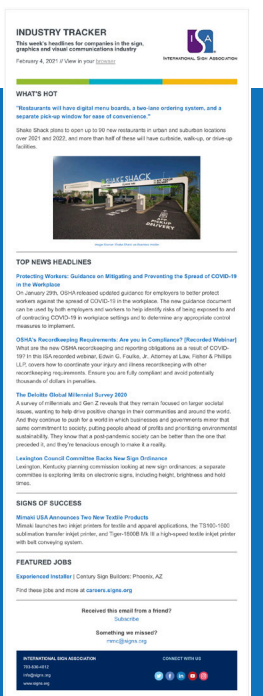 INDUSTRY TRACKER
This week's headlines for companies in the sign,
graphics and visual communications industry
February 4, 2021 // View in your browser
ISA
INTERNATIONAL SIGN ASSOCIATION
WHAT'S HOT
"Restaurants will have digital menu boards, a two-lane ordering system, and a
separate pick-up window for ease of convenience."
Shake Shack plans to open up to 90 new restaurants in urban and suburban locations
over 2021 and 2022, and more than half of these will have curbside, walk-up, or drive-up
facilities.
SHAKE SHACK
PICKUP
DELIVERY
TOP NEWS HEADLINES
Protecting Workers: Guidance on Mitigating and Preventing the Spread of COVID-19
in the Workplace
On January 29th, OSHA released updated guidance for employers to better protect
workers against the spread of COVID-19 in the workplace. The new guidance document
can be used by both employers and workers to help identify risks of being exposed to and
of contracting COVID-19 in workplace settings and to determine any appropriate control
measures to implement.
OSHA's Recordkeeping Requirements: Are you in Compliance? [Recorded Webinar]
What are the new OSHA recordkeeping and reporting obligations as a result of COVID-
19? In this ISA recorded webinar, Edwin G. Foulke, Jr., Attorney at Law, Fisher & Phillips
LLP, covers how to coordinate your injury and illness recordkeeping with other
recordkeeping requirements. Ensure you are fully compliant and avoid potentially
thousands of dollars in penalties.
The Deloitte Global Millennial Survey 2020
A survey of millennials and Gen Z reveals that they remain focused on larger societal
issues, wanting to help drive positive change in their communities and around the world.
And they continue to push for a world in which businesses and governments mirror that
same commitment to society, putting people ahead of profits and prioritizing environmental
sustainability. They know that a post-pandemic society can be better than the one that
preceded it, and they're tenacious enough to make it a reality.
Lexington Council Committee Backs New Sign Ordinance
Lexington, Kentucky planning commission looking at new sign ordinances, a separate
committee is exploring limits on electronic signs, including height, brightness and hold
times.
SIGNS OF SUCCESS
Mimaki USA Announces Two New Textile Products
Mimaki launches two inkjet printers for textile and apparel applications, the TS100-1600
sublimation transfer inkjet printer, and Tiger-1800B Mk III a high-speed textile inkjet printer
with belt conveying system.
FEATURED JOBS
Experienced Installer | Century Sign Builders: Phoenix, AZ
Find these jobs and more at careers.signs.org
Received this email from a friend?
Subscribe
Something we missed?
INTERNATIONAL SIGN ASSOCIATION
703-836-4012
info@signs.org
www.signs.org
CONNECT WITH US